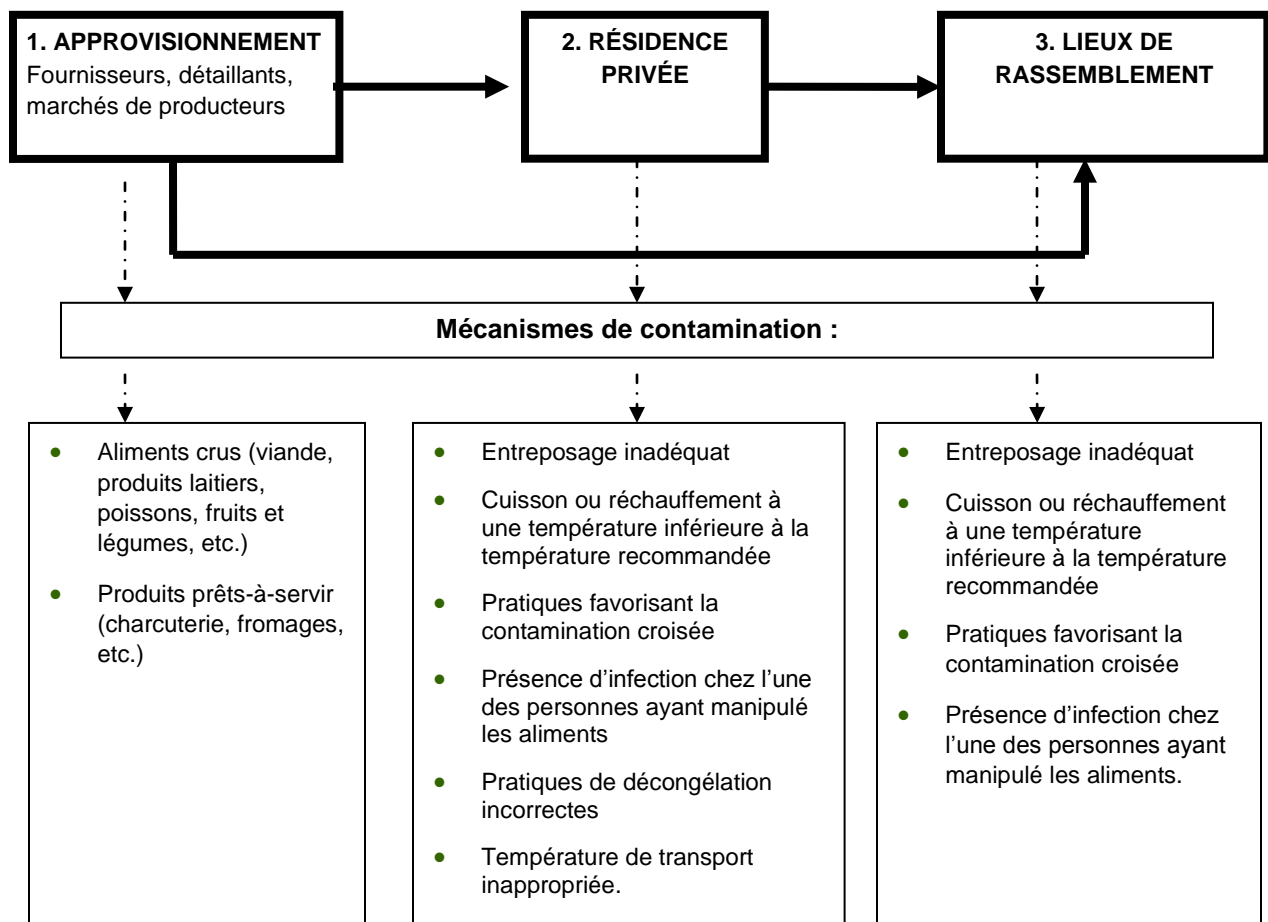 1. APPROVISIONNEMENT
Fournisseurs, détaillants,
marchés de producteurs
2. RÉSIDENCE
PRIVÉE
3. LIEUX DE
RASSEMBLEMENT
Mécanismes de contamination :
• Aliments crus (viande,
produits laitiers,
poissons, fruits et
légumes, etc.)
• Produits prêts-à-servir
(charcuterie, fromages,
etc.)
• Entreposage inadéquat
• Cuisson ou réchauffement à
une température inférieure à la
température recommandée
• Pratiques favorisant la
contamination croisée
• Présence d’infection chez l’une
des personnes ayant manipulé
les aliments
• Pratiques de décongélation
incorrectes
• Température de transport
inappropriée.
• Entreposage inadéquat
• Cuisson ou réchauffement
à une température
inférieure à la température
recommandée
• Pratiques favorisant la
contamination croisée
• Présence d’infection chez
l’une des personnes ayant
manipulé les aliments.